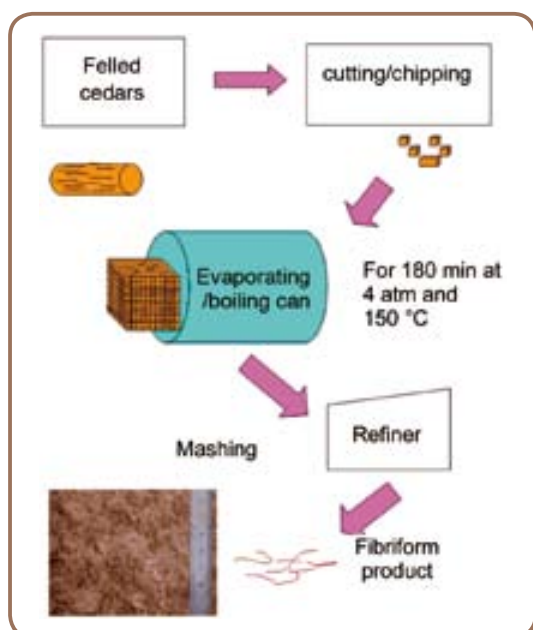 Felled
cedars
cutting/chipping
Evaporating
/boiling can
For 180 min at
4 atm and
150 °C
Mashing
Refiner
Fibriform
product